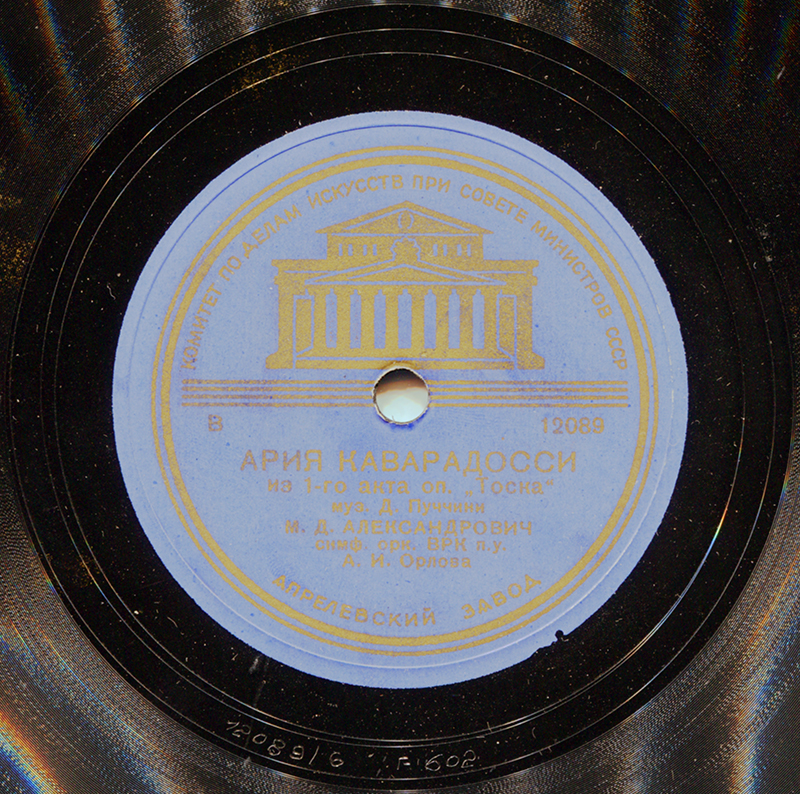 КОМИТЕТ ПО ДЕЛАМ ИСКУССТВ ПРИ СОВЕТЕ МИНИСТРОВ СССР
В 12089
АРИЯ КАВАРАДОССИ
из 1-го акта оп. „Тоска“
муз. Д. Пуччини
М. Д. АЛЕКСАНДРОВИЧ
симф. орк. ВРК п.у.
А. И. Орлова
АПРЕЛЕВСКИЙ ЗАВОД
12089/6 Г-602